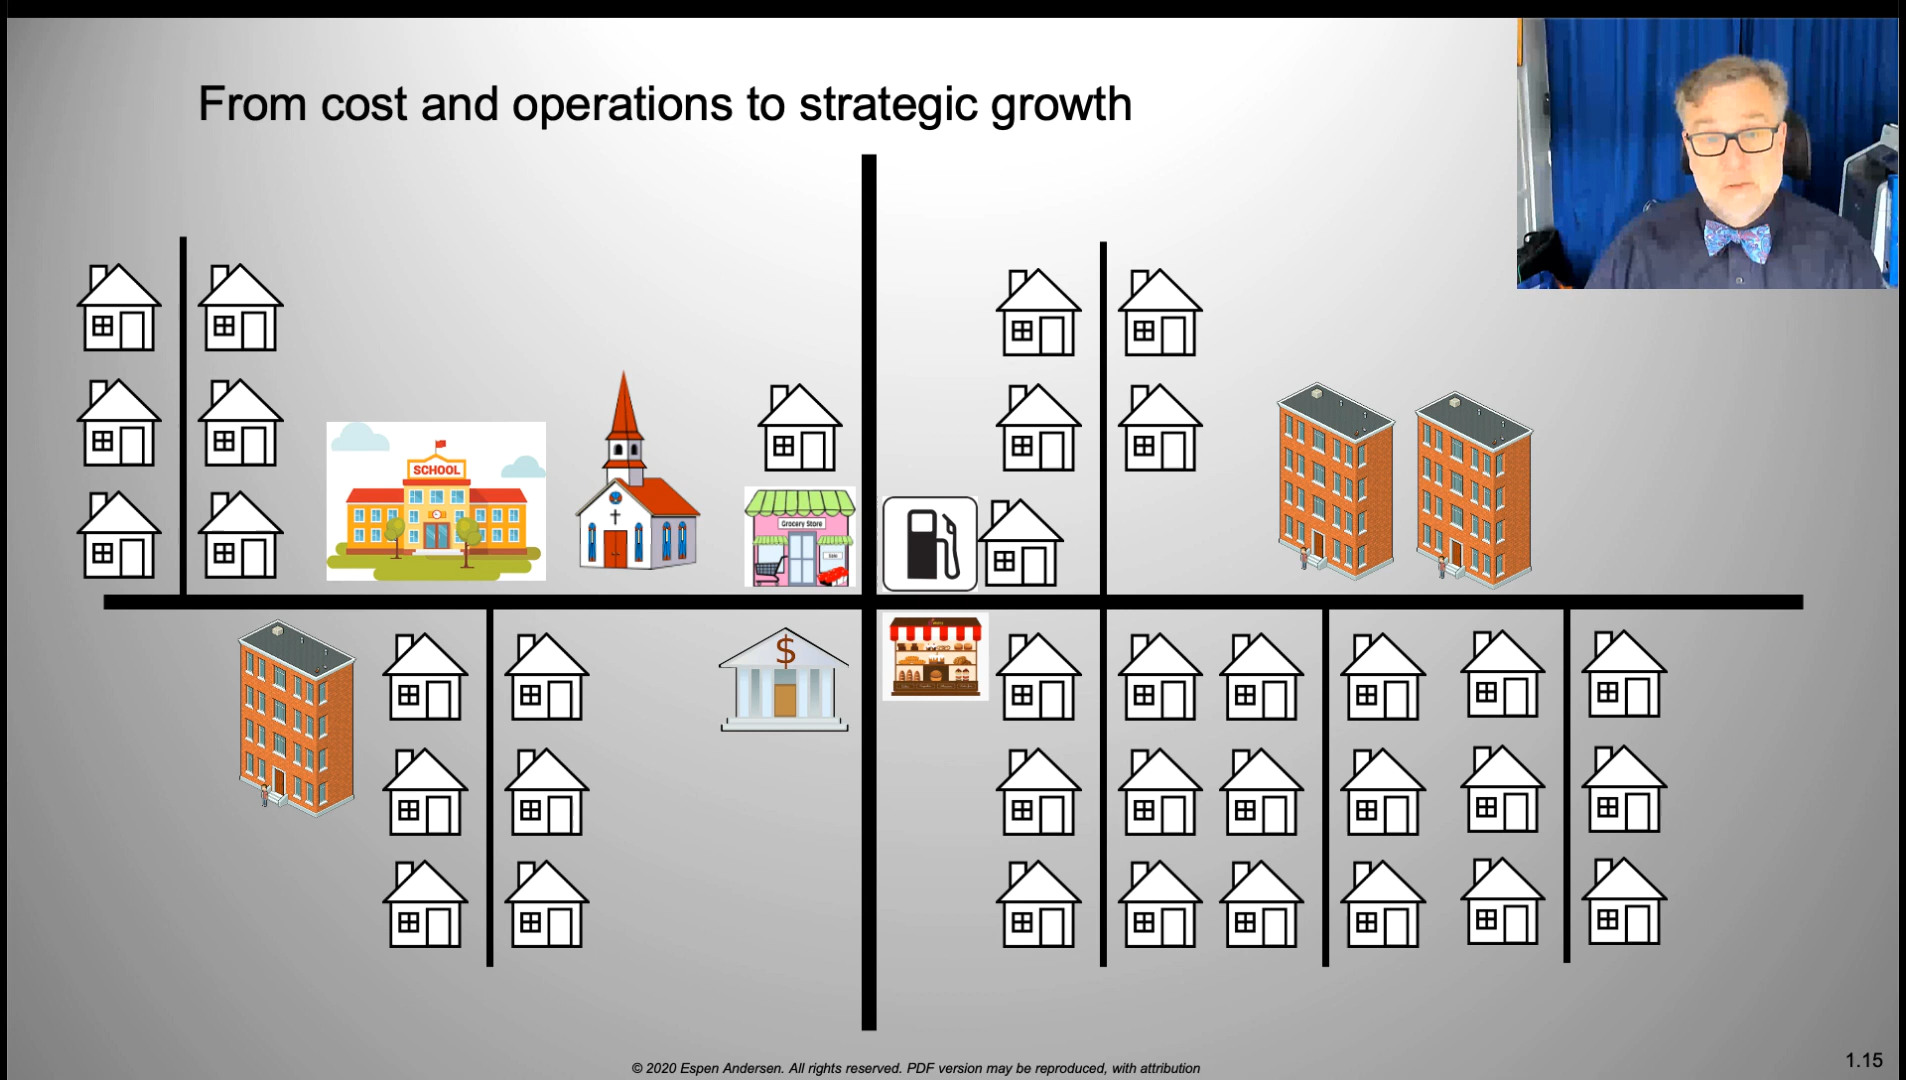 From cost and operations to strategic growth
SCHOOL
Grocery Store
$
© 2020 Espen Andersen. All rights reserved. PDF version may be reproduced, with attribution
1.15